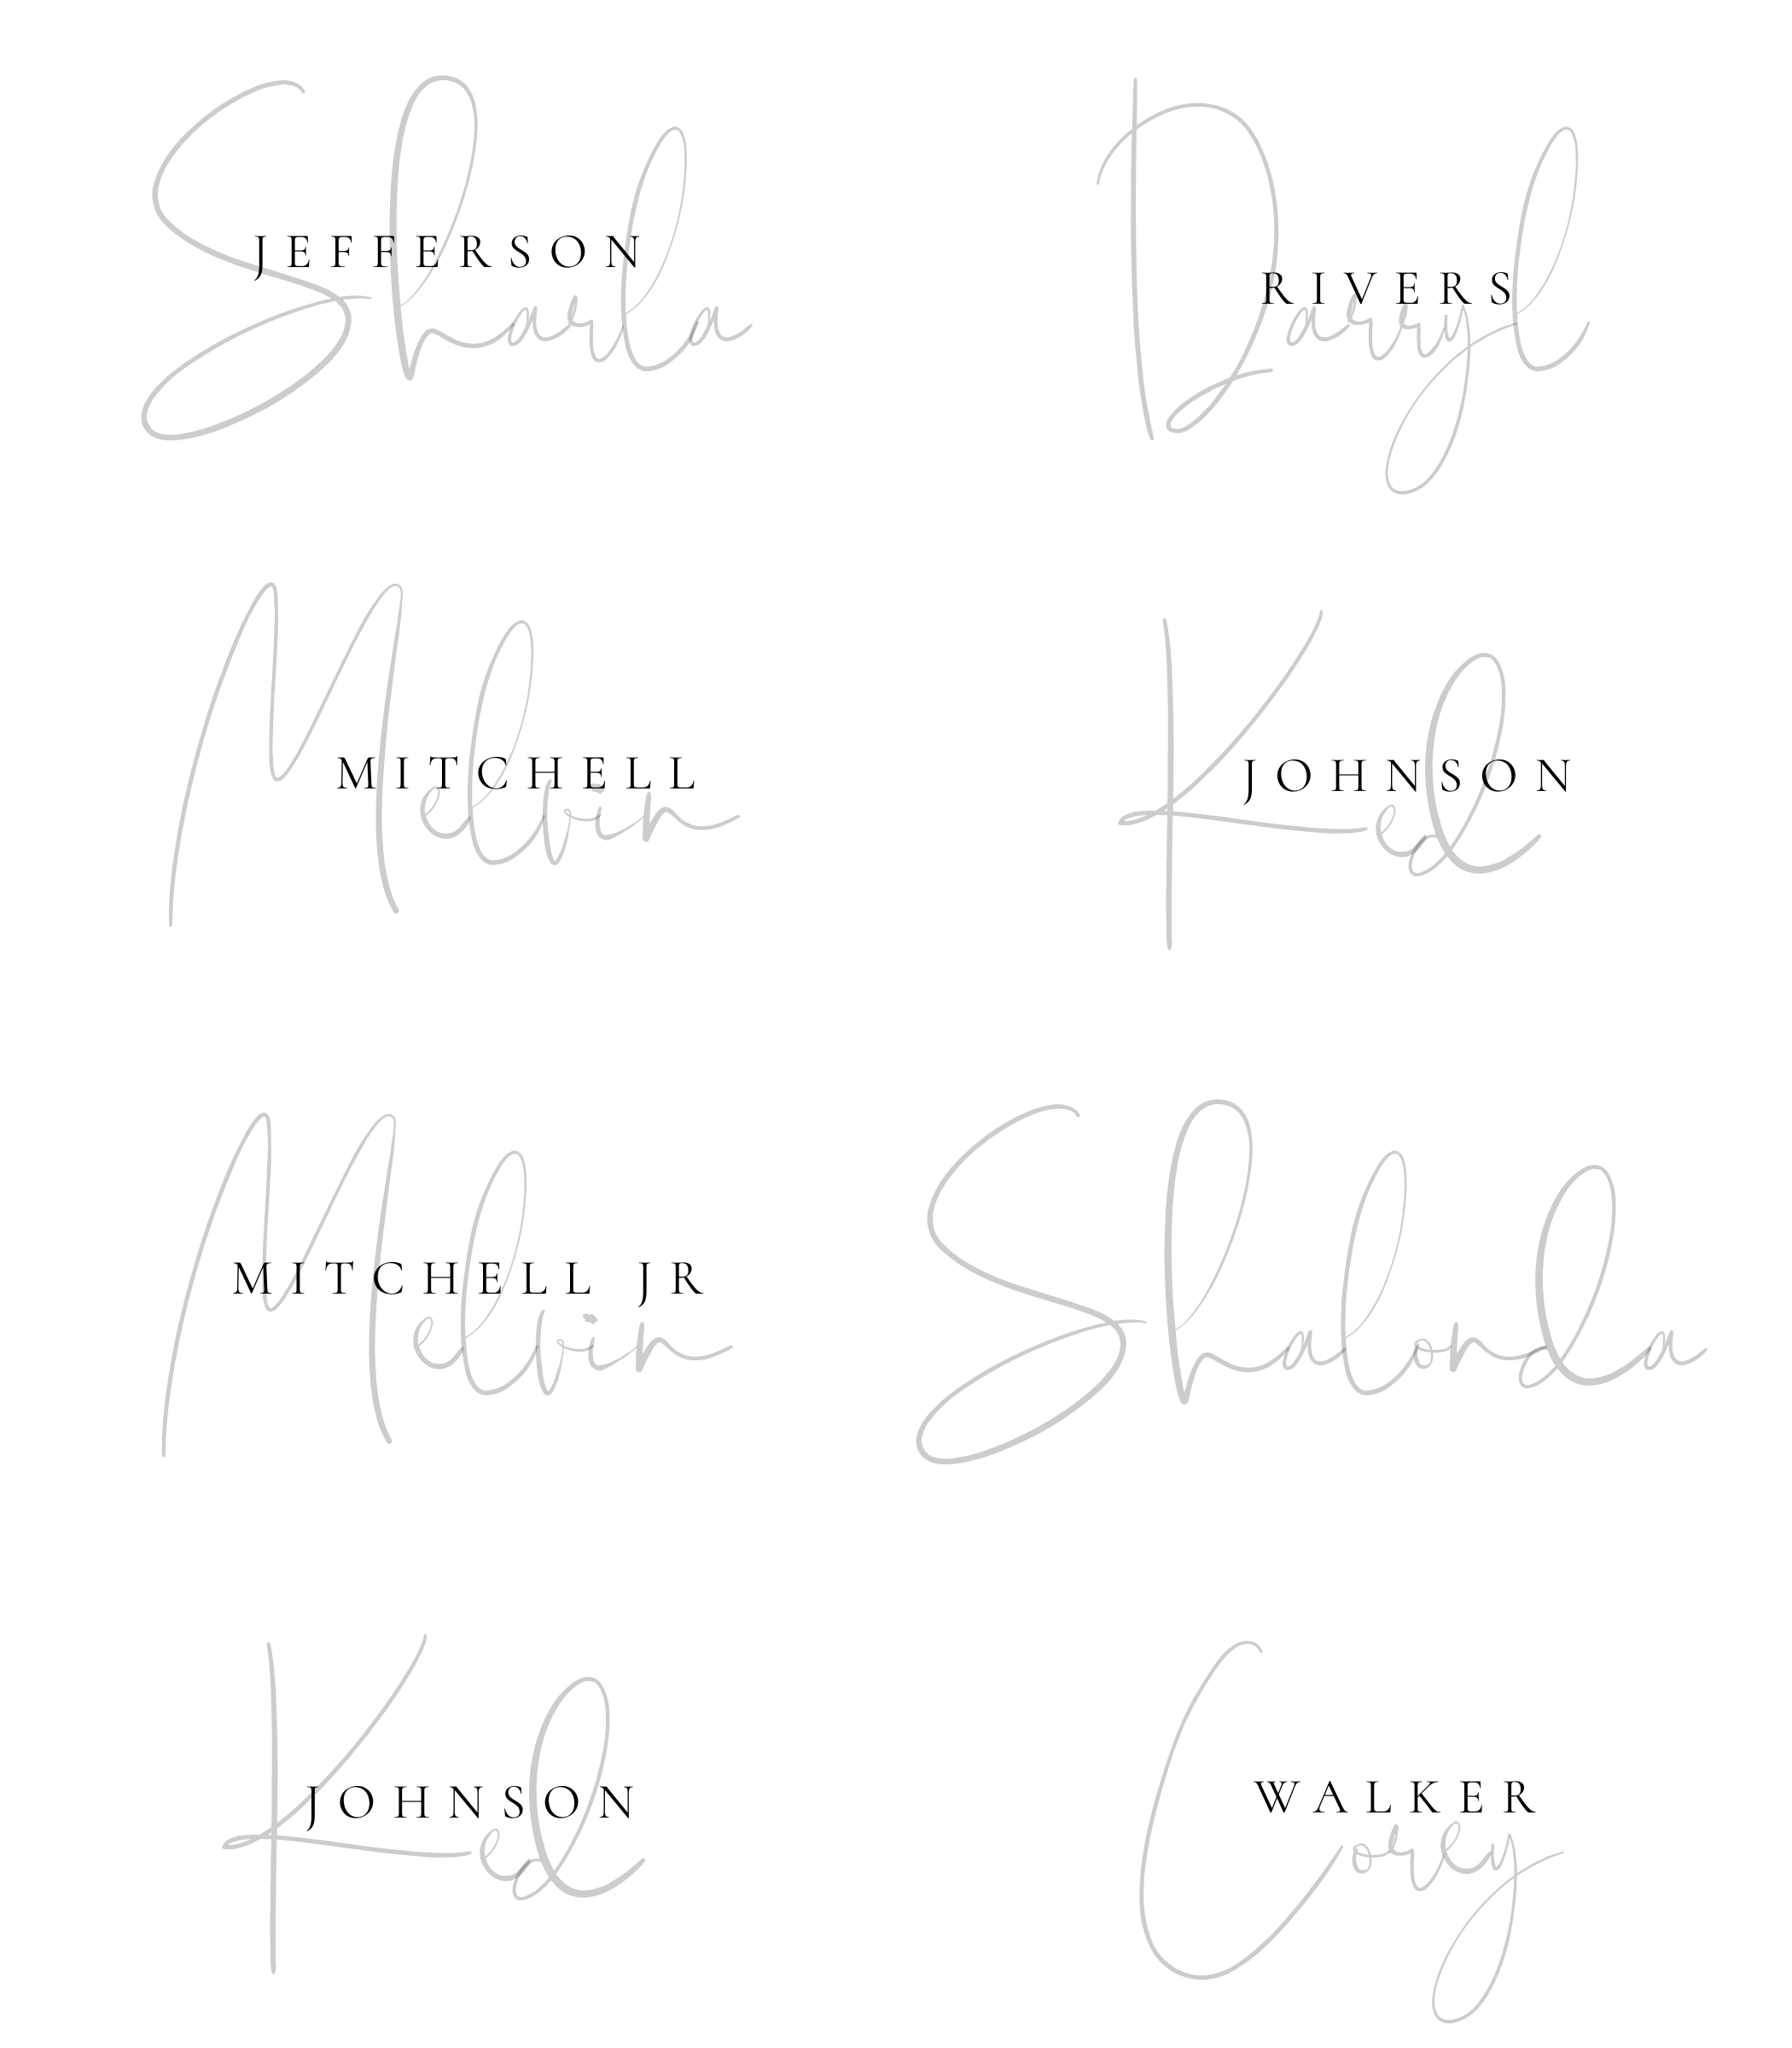 Sharla
JEFFERSON
Darryl
RIVERS
Melvin
MITCHELL
Ked
JOHNSON
Melvin
MITCHELL JR
Shalonda
Ked
JOHNSON
Corey
WALKER